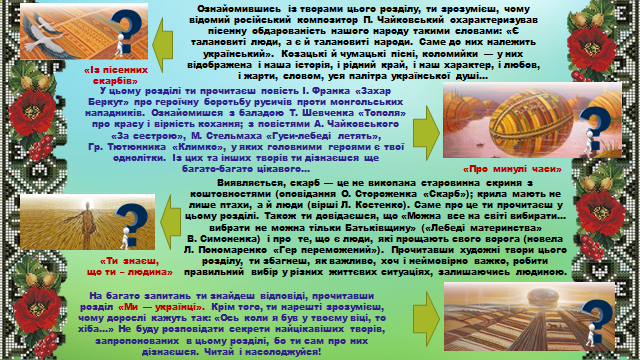 Ознайомившись із творами цього розділу, ти зрозумієш, чому
відомий російський композитор П. Чайковський охарактеризував
пісенну обдарованість нашого народу такими словами: «Є
талановиті люди, а є й талановиті народи. Саме до них належить
український». Козацькі й чумацькі пісні, коломийки — у них
відображена і наша історія, і рідний край, і наш характер, і любов,
і жарти, словом, уся палітра української душі...
?
«Із пісенних
скарбів»
У цьому розділі ти прочитаєш повість І. Франка «Захар
Беркут» про героїчну боротьбу русичів проти монгольських
нападників. Ознайомишся з баладою Т. Шевченка «Тополя»
про красу і вірність кохання; з повістями А. Чайковського
«За сестрою», М. Стельмаха «Гуси-лебеді летять»,
Гр. Тютюнника «Климко», у яких головними героями є твої
однолітки. Із цих та інших творів ти дізнаєшся ще
багато-багато цікавого...
?
«Про минулі часи»
Виявляється, скарб — це не викопана старовинна скриня з
коштовностями (оповідання О. Стороженка «Скарб»); крила мають не
лише птахи, а й люди (вірші Л. Костенко). Саме про це ти прочитаєш у
цьому розділі. Також ти довідаєшся, що «Можна все на світі вибирати...
вибрати не можна тільки Батьківщину» («Лебеді материнства»
В. Симоненка) і про те, що є люди, які прощають свого ворога (новела
Л. Пономаренко «Гер переможений»). Прочитавши художні твори цього
розділу, ти збагнеш, як важливо, хоч і неймовірно важко, робити
правильний вибір у різних життєвих ситуаціях, залишаючись людиною.
?
«Ти знаєш,
що ти – людина»
На багато запитань ти знайдеш відповіді, прочитавши
розділ «Ми — українці». Крім того, ти нарешті зрозумієш,
чому дорослі кажуть так: «Ось коли я був у твоєму віці, то
хіба...» Не буду розповідати секрети найцікавіших творів,
запропонованих в цьому розділі, бо ти сам про них
дізнаєшся. Читай і насолоджуйся!
?